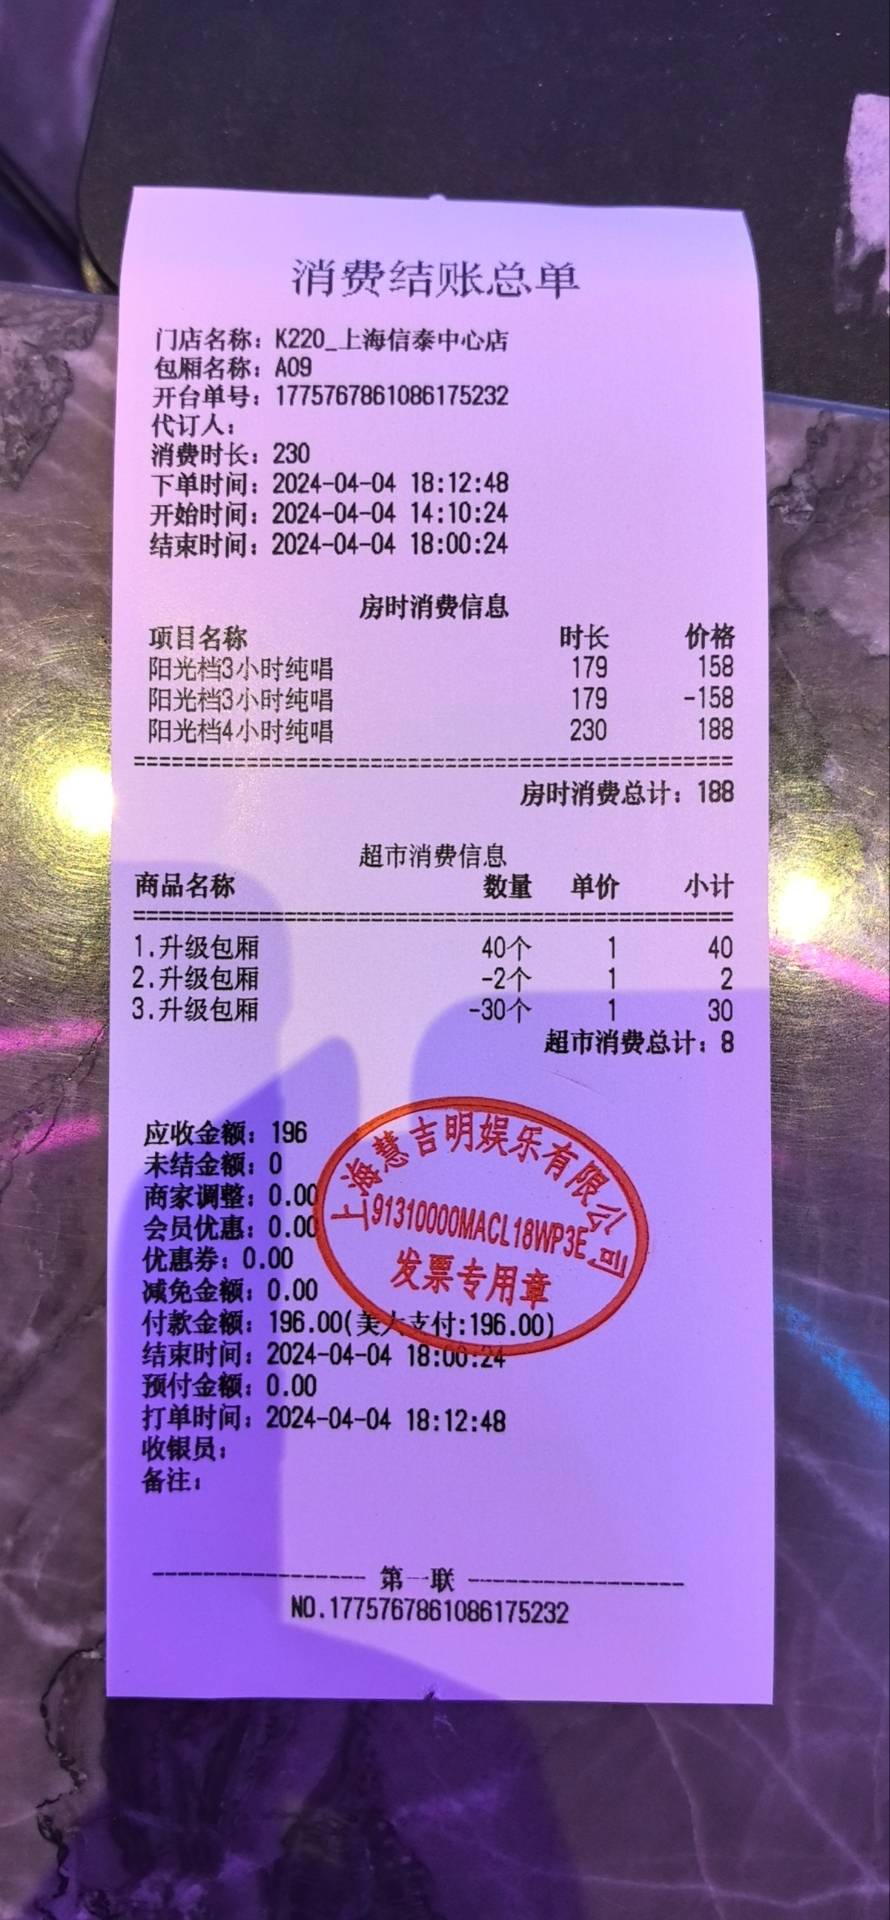 消费结账总单
门店名称：K220_上海信泰中心店
包厢名称：A09
开台单号：1775767861086175232
代订人：
消费时长：230
下单时间：2024-04-04 18:12:48
开始时间：2024-04-04 14:10:24
结束时间：2024-04-04 18:00:24
房时消费信息
项目名称 时长 价格
阳光档3小时纯唱 179 158
阳光档3小时纯唱 179 -158
阳光档4小时纯唱 230 188
房时消费总计：188
超市消费信息
商品名称 数量 单价 小计
1.升级包厢 40个 1 40
2.升级包厢 -2个 1 2
3.升级包厢 -30个 1 30
超市消费总计：8
应收金额：196
未结金额：0
商家调整：0.00
会员优惠：0.00
优惠券：0.00
减免金额：0.00
付款金额：196.00(美大支付:196.00)
结束时间：2024-04-04 18:00:24
预付金额：0.00
打单时间：2024-04-04 18:12:48
收银员：
备注：
上海慧吉明娱乐有限公司
91310000MACL18WP3E
发票专用章
第一联
NO.1775767861086175232